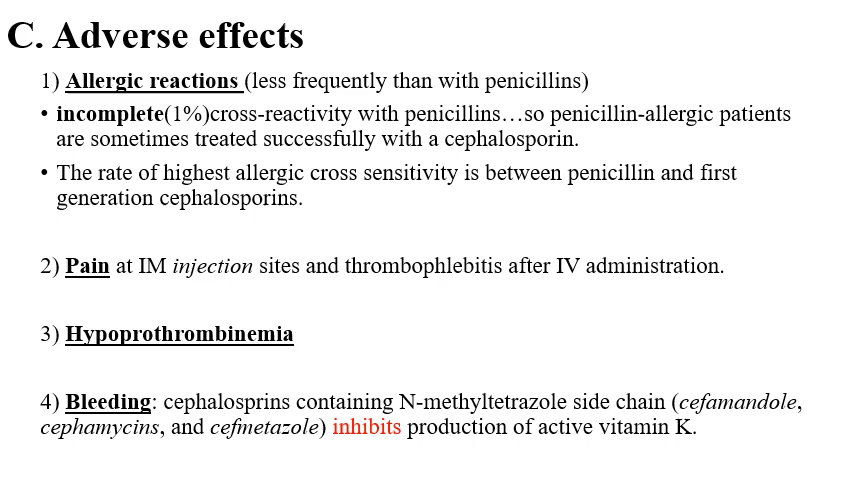 C. Adverse effects
1) Allergic reactions (less frequently than with penicillins)
• incomplete(1%)cross-reactivity with penicillins…so penicillin-allergic patients
are sometimes treated successfully with a cephalosporin.
• The rate of highest allergic cross sensitivity is between penicillin and first
generation cephalosporins.
2) Pain at IM injection sites and thrombophlebitis after IV administration.
3) Hypoprothrombinemia
4) Bleeding: cephalosprins containing N-methyltetrazole side chain (cefamandole,
cephamycins, and cefmetazole) inhibits production of active vitamin K.